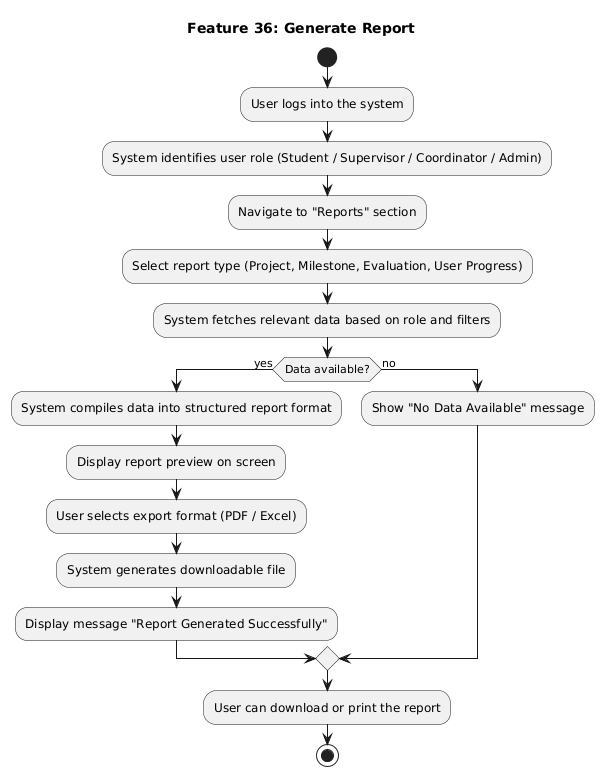 Feature 36: Generate Report
User logs into the system
System identifies user role (Student / Supervisor / Coordinator / Admin)
Navigate to "Reports" section
Select report type (Project, Milestone, Evaluation, User Progress)
System fetches relevant data based on role and filters
Data available?
yes
no
System compiles data into structured report format
Show "No Data Available" message
Display report preview on screen
User selects export format (PDF / Excel)
System generates downloadable file
Display message "Report Generated Successfully"
User can download or print the report